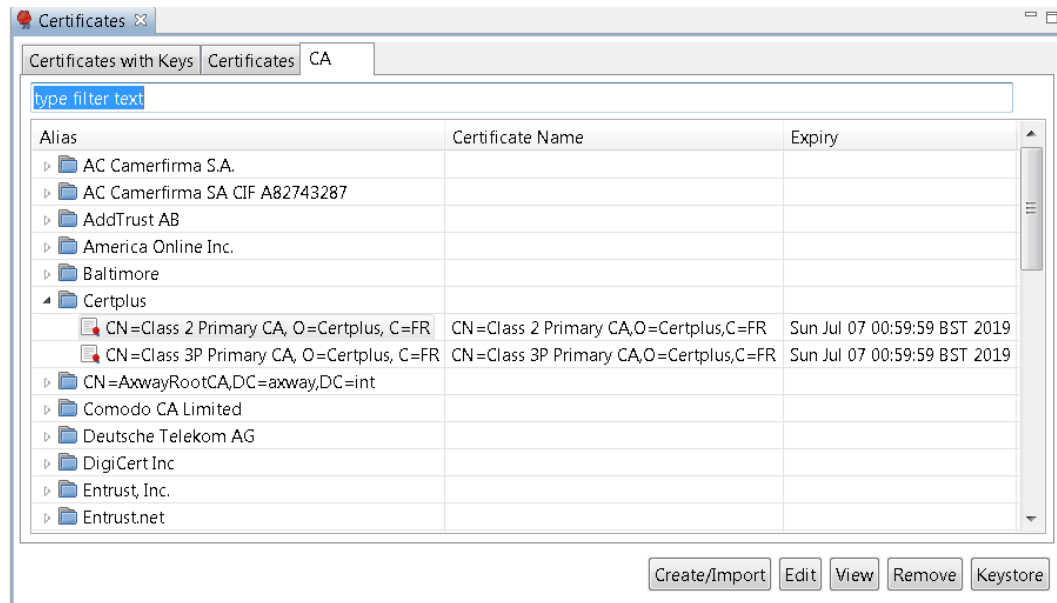 Certificates
Certificates with Keys Certificates CA
type filter text
Alias Certificate Name Expiry
AC Camerfirma S.A.
AC Camerfirma SA CIF A82743287
AddTrust AB
America Online Inc.
Baltimore
Certplus
CN=Class 2 Primary CA, O=Certplus, C=FR CN=Class 2 Primary CA,O=Certplus,C=FR Sun Jul 07 00:59:59 BST 2019
CN=Class 3P Primary CA, O=Certplus, C=FR CN=Class 3P Primary CA,O=Certplus,C=FR Sun Jul 07 00:59:59 BST 2019
CN=AxwayRootCA,DC=axway,DC=int
Comodo CA Limited
Deutsche Telekom AG
DigiCert Inc
Entrust, Inc.
Entrust.net
Create/Import Edit View Remove Keystore